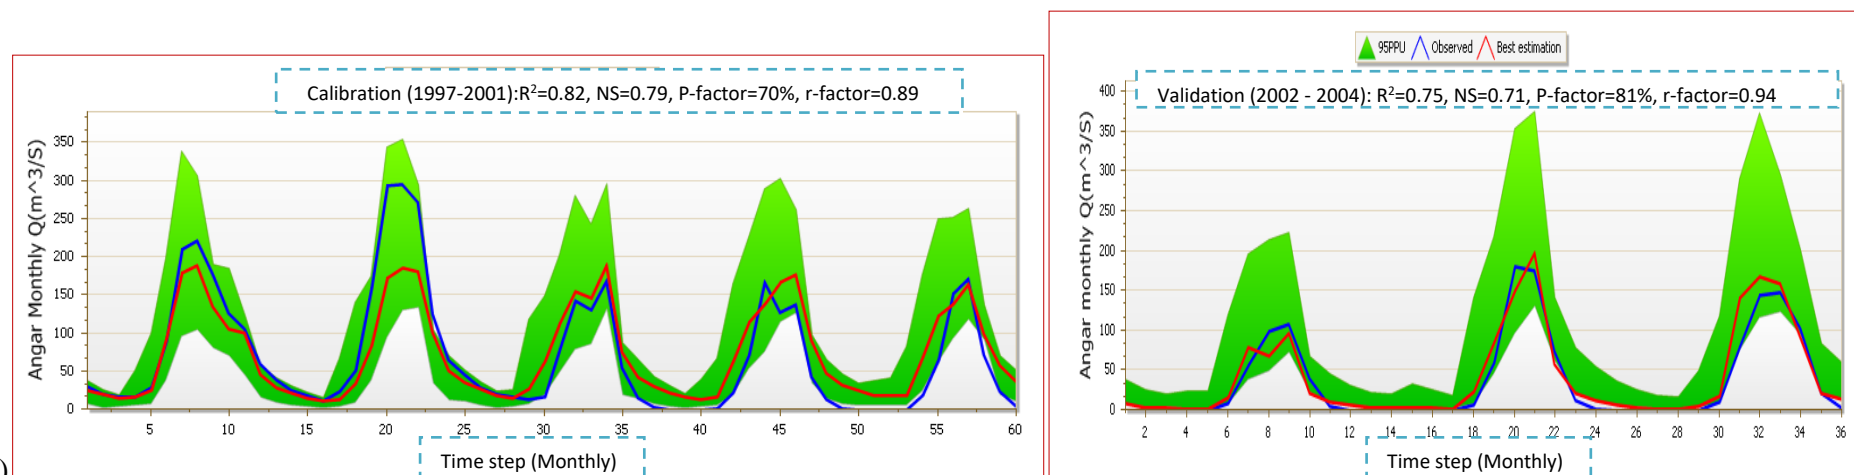 Calibration (1997-2001):R²=0.82, NS=0.79, P-factor=70%, r-factor=0.89
Angar Monthly Q(m^3/S)
350
300
250
200
150
100
50
0
5 10 15 20 25 30 35 40 45 50 55 60
Time step (Monthly)
)
95PPU Observed Best estimation
Validation (2002 - 2004): R²=0.75, NS=0.71, P-factor=81%, r-factor=0.94
Angar monthly Q(m^3/S)
400
350
300
250
200
150
100
50
0
2 4 6 8 10 12 14 16 18 20 22 24 26 28 30 32 34 36
Time step (Monthly)